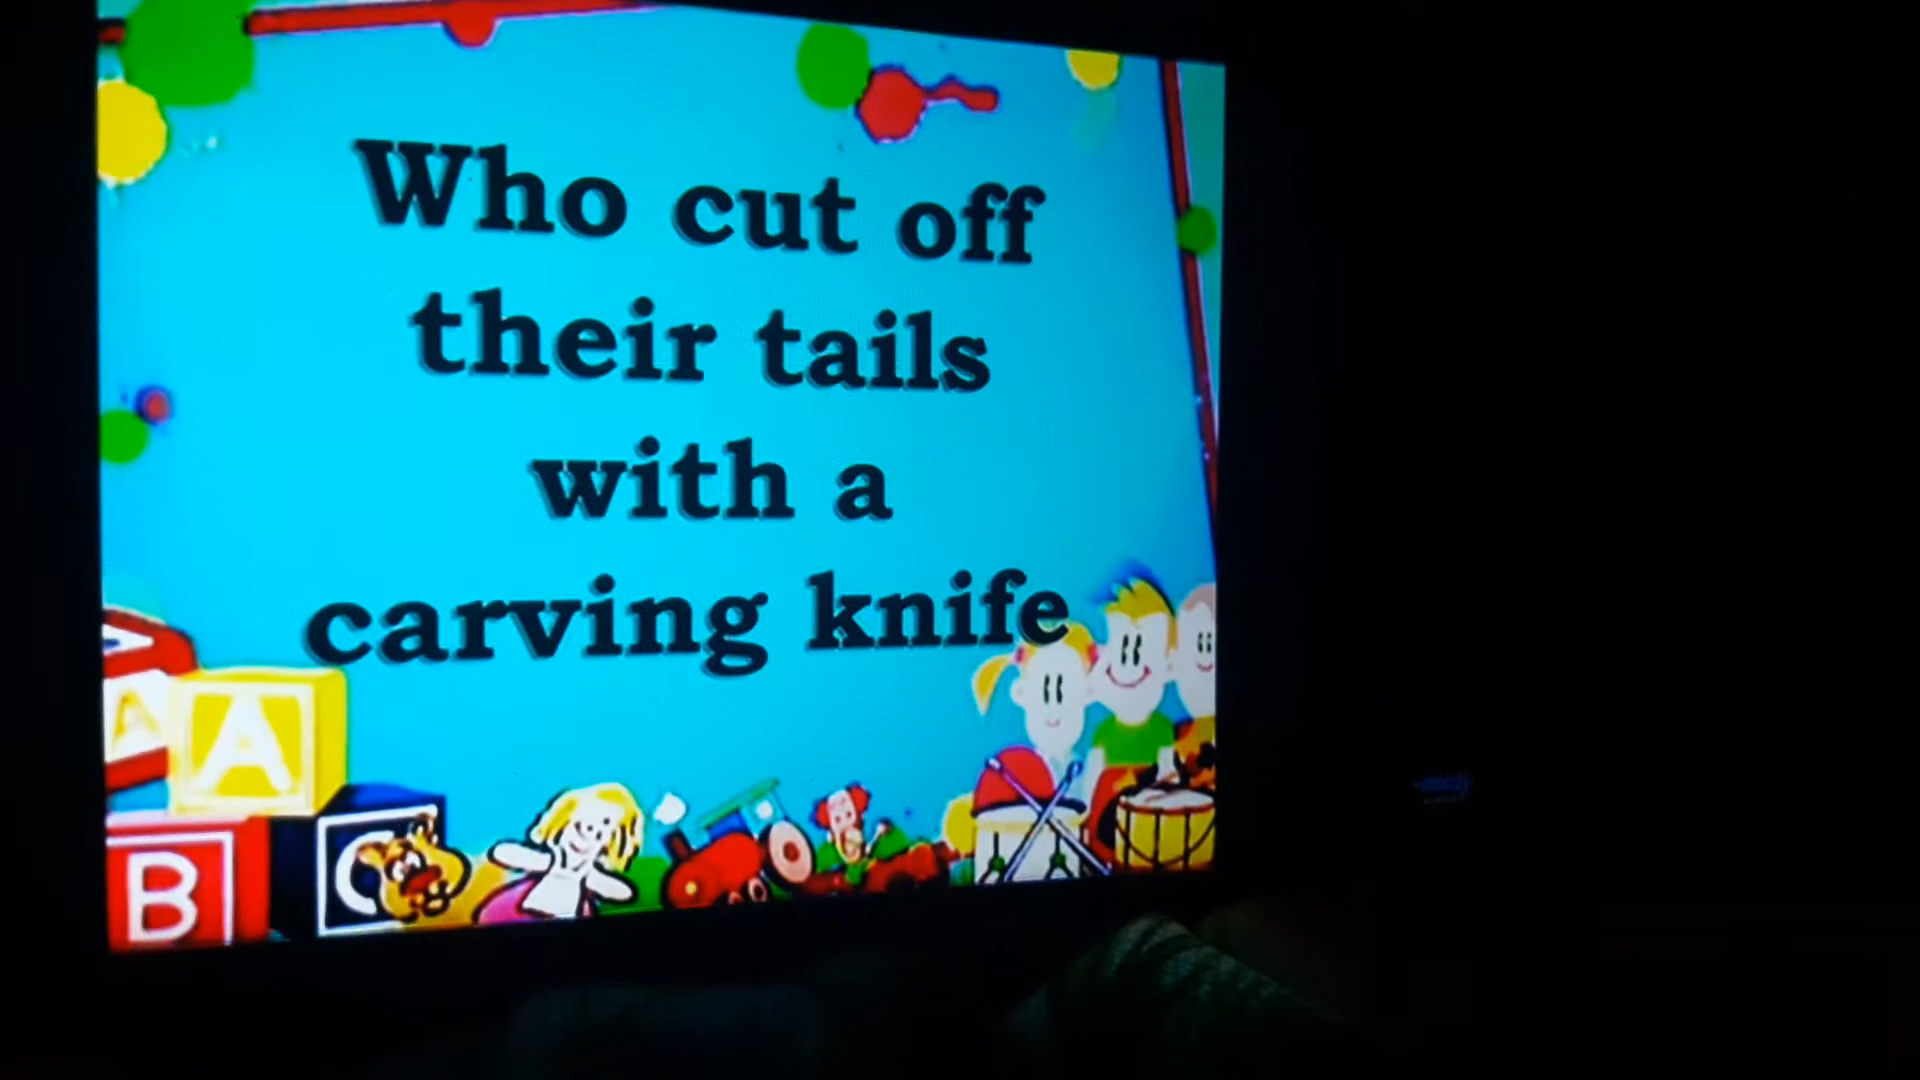 Who cut off
their tails
with a
carving knife
A
A
B
C